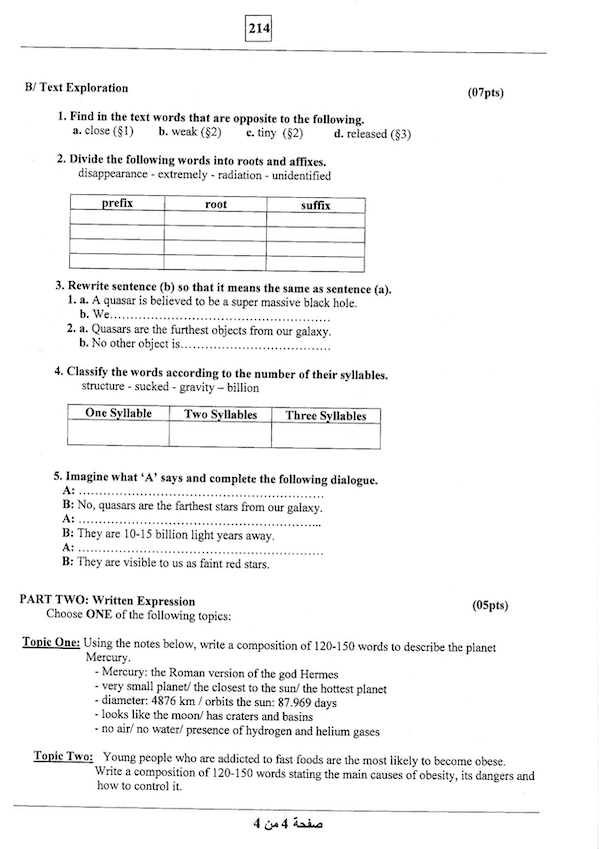 214
B/ Text Exploration (07pts)
1. Find in the text words that are opposite to the following.
a. close (§1) b. weak (§2) c. tiny (§2) d. released (§3)
2. Divide the following words into roots and affixes.
disappearance - extremely - radiation - unidentified
prefix root suffix
3. Rewrite sentence (b) so that it means the same as sentence (a).
1. a. A quasar is believed to be a super massive black hole.
b. We……………………………………………
2. a. Quasars are the furthest objects from our galaxy.
b. No other object is………………………………
4. Classify the words according to the number of their syllables.
structure - sucked - gravity – billion
One Syllable Two Syllables Three Syllables
5. Imagine what ‘A’ says and complete the following dialogue.
A: ……………………………………………………
B: No, quasars are the farthest stars from our galaxy.
A: …………………………………………………..
B: They are 10-15 billion light years away.
A: ……………………………………………………
B: They are visible to us as faint red stars.
PART TWO: Written Expression (05pts)
Choose ONE of the following topics:
Topic One: Using the notes below, write a composition of 120-150 words to describe the planet
Mercury.
- Mercury: the Roman version of the god Hermes
- very small planet/ the closest to the sun/ the hottest planet
- diameter: 4876 km / orbits the sun: 87.969 days
- looks like the moon/ has craters and basins
- no air/ no water/ presence of hydrogen and helium gases
Topic Two: Young people who are addicted to fast foods are the most likely to become obese.
Write a composition of 120-150 words stating the main causes of obesity, its dangers and
how to control it.
صفحة 4 من 4